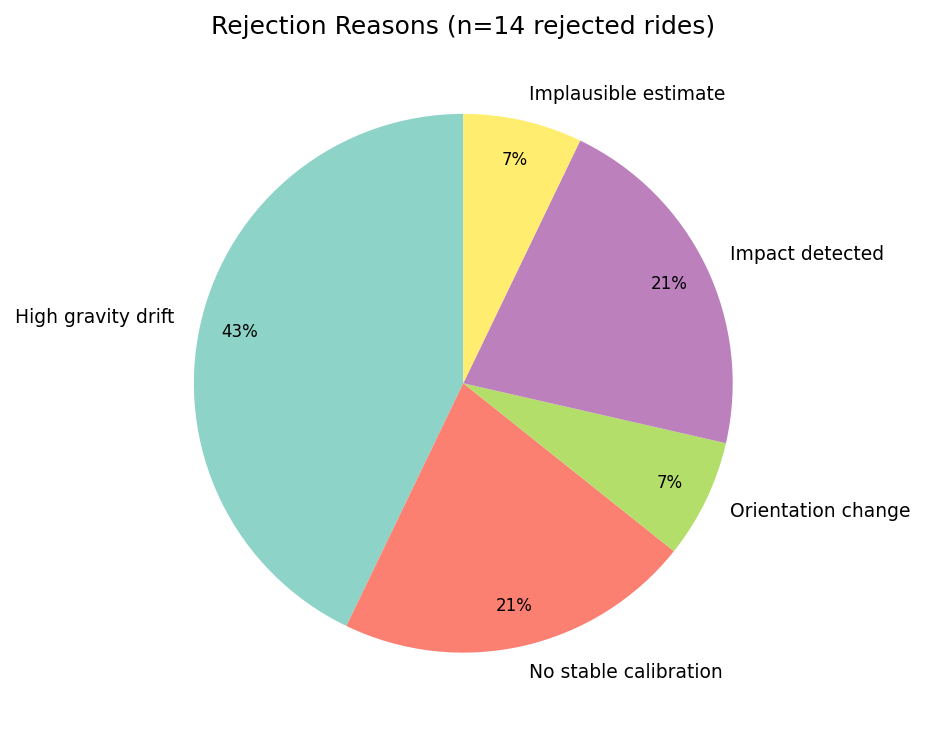 Rejection Reasons (n=14 rejected rides)
Implausible estimate
7%
Impact detected
21%
High gravity drift
43%
7%
Orientation change
21%
No stable calibration